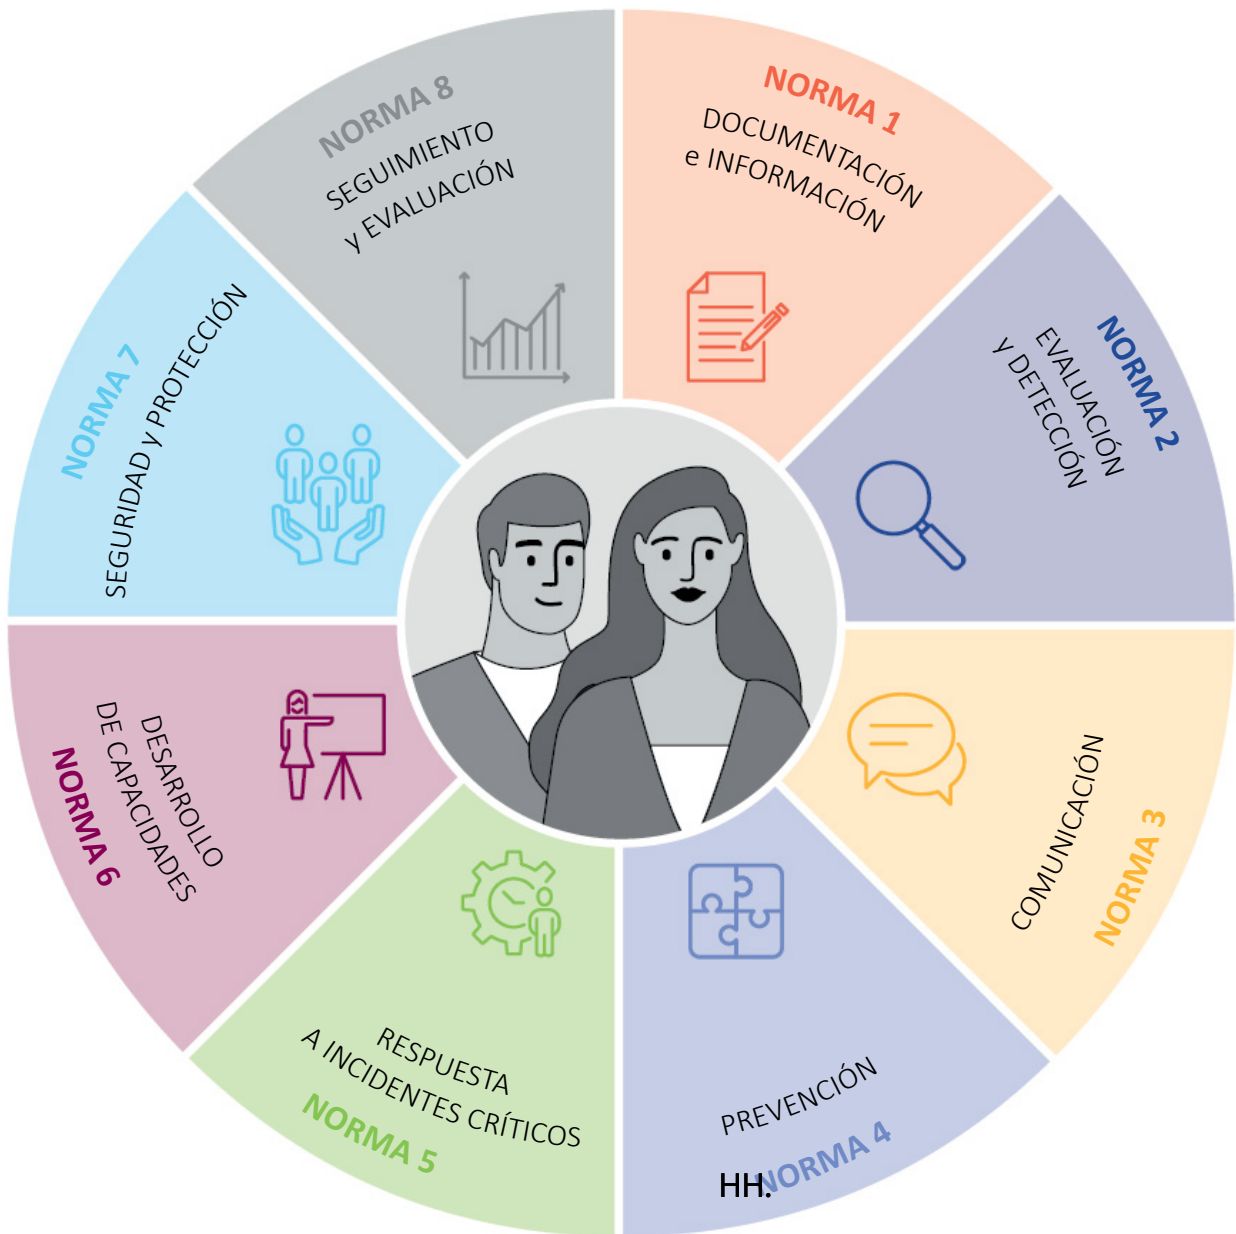 NORMA 1
DOCUMENTACIÓN
e INFORMACIÓN
NORMA 2
EVALUACIÓN
y DETECCIÓN
COMUNICACIÓN
NORMA 3
PREVENCIÓN
NORMA 4
HH.
RESPUESTA
A INCIDENTES CRÍTICOS
NORMA 5
DESARROLLO
DE CAPACIDADES
NORMA 6
NORMA 7
SEGURIDAD y PROTECCIÓN
NORMA 8
SEGUIMIENTO
y EVALUACIÓN